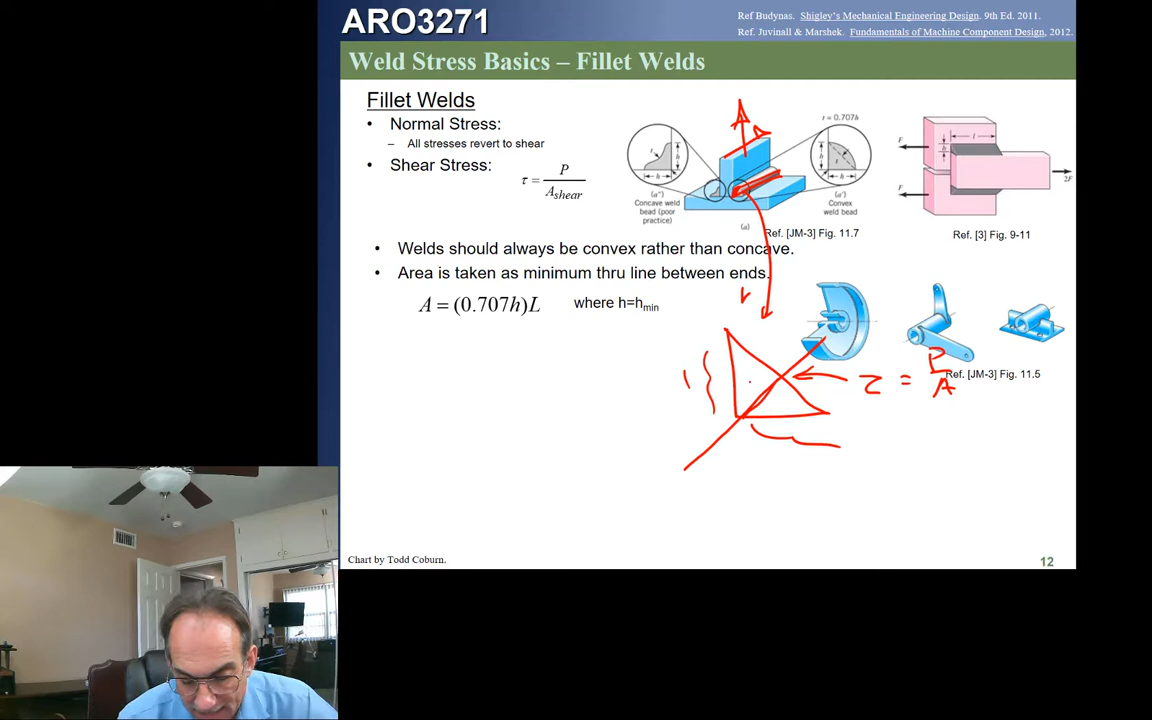 ARO3271
Ref Budynas. Shigley's Mechanical Engineering Design. 9th Ed. 2011.
Ref. Juvinall & Marshek. Fundamentals of Machine Component Design, 2012.
Weld Stress Basics – Fillet Welds
Fillet Welds
• Normal Stress:
– All stresses revert to shear
• Shear Stress:
τ = P / A shear
t = 0.707h
t
h
h
h
t
h
(a")
Concave weld
bead (poor
practice)
(a')
Convex
weld bead
(a)
Ref. [JM-3] Fig. 11.7
F
F
h
l
2F
Ref. [3] Fig. 9-11
• Welds should always be convex rather than concave.
• Area is taken as minimum thru line between ends.
A = (0.707h)L where h=hmin
τ = P / A
Ref. [JM-3] Fig. 11.5
Chart by Todd Coburn.
12